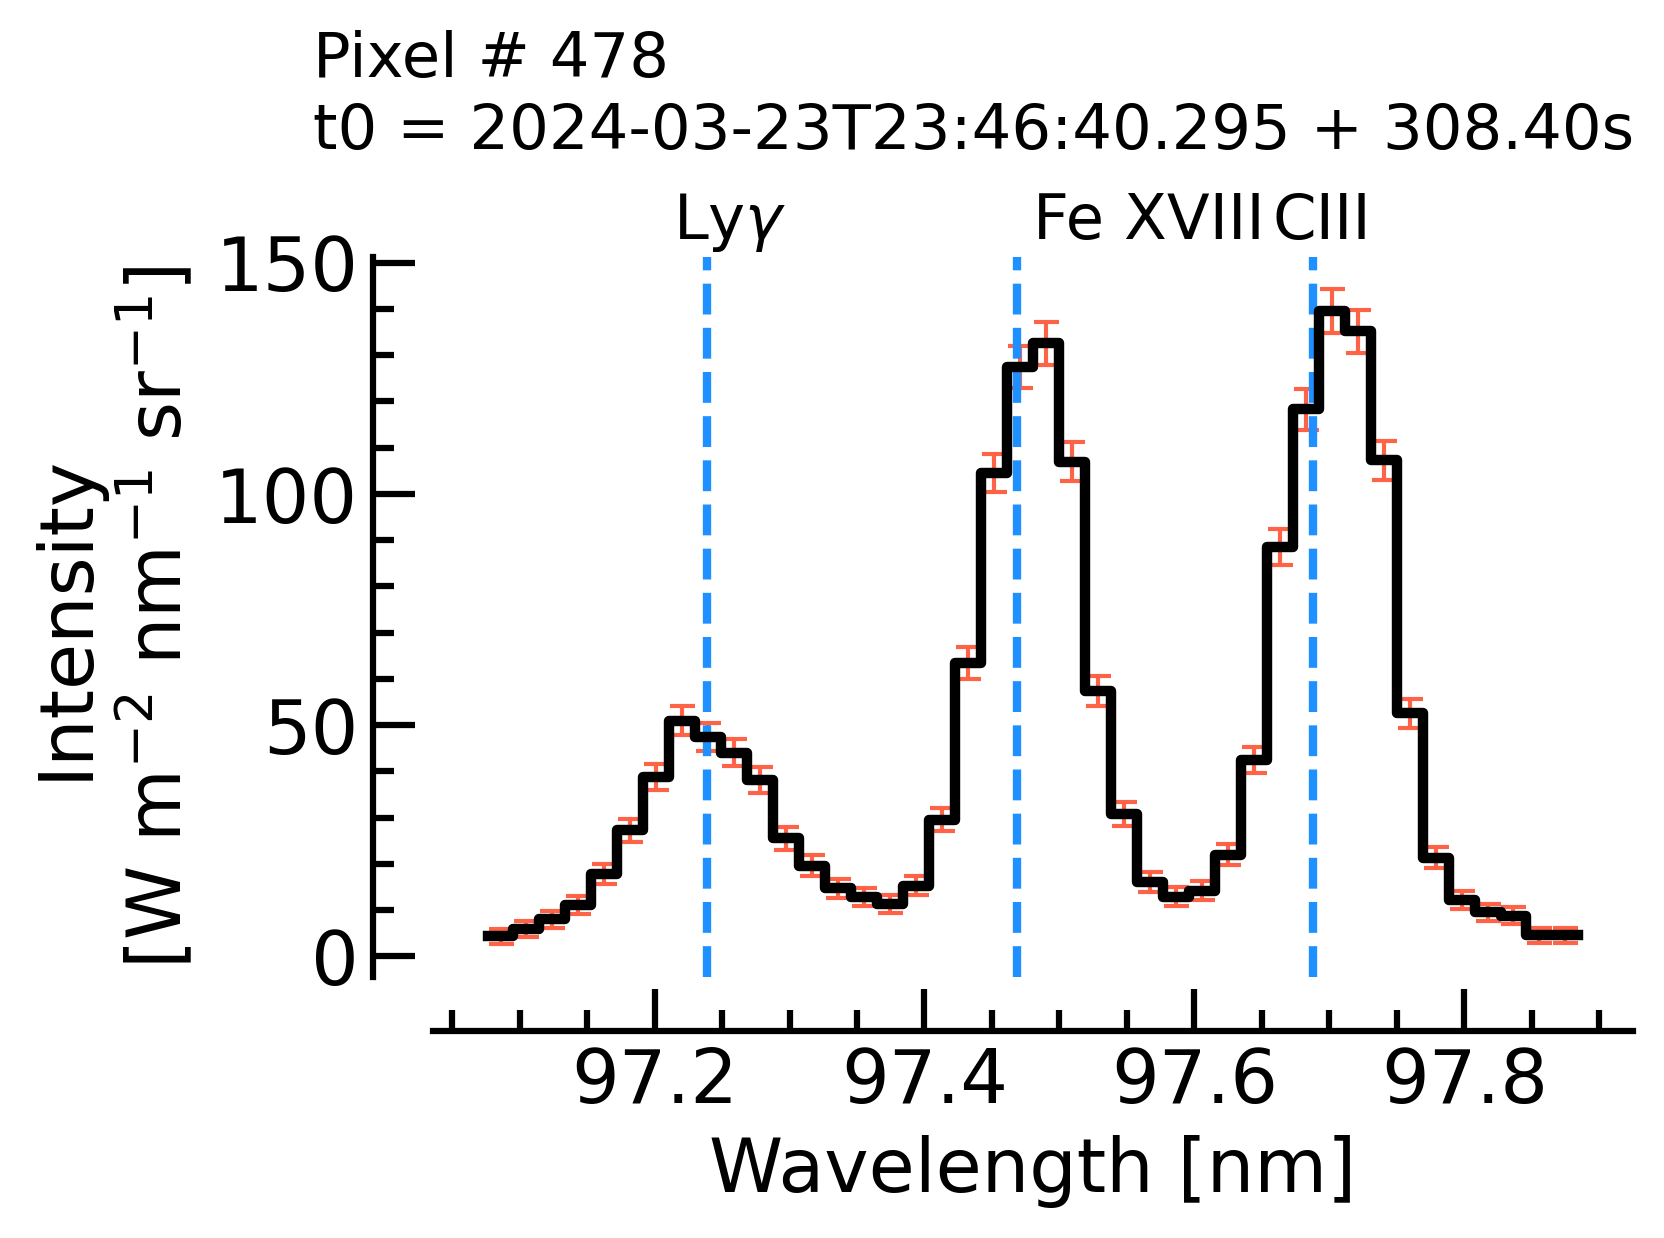 Pixel # 478
t0 = 2024-03-23T23:46:40.295 + 308.40s
Lyγ Fe XVIII CIII
150
100
50
0
Intensity
[W m⁻² nm⁻¹ sr⁻¹]
97.2 97.4 97.6 97.8
Wavelength [nm]